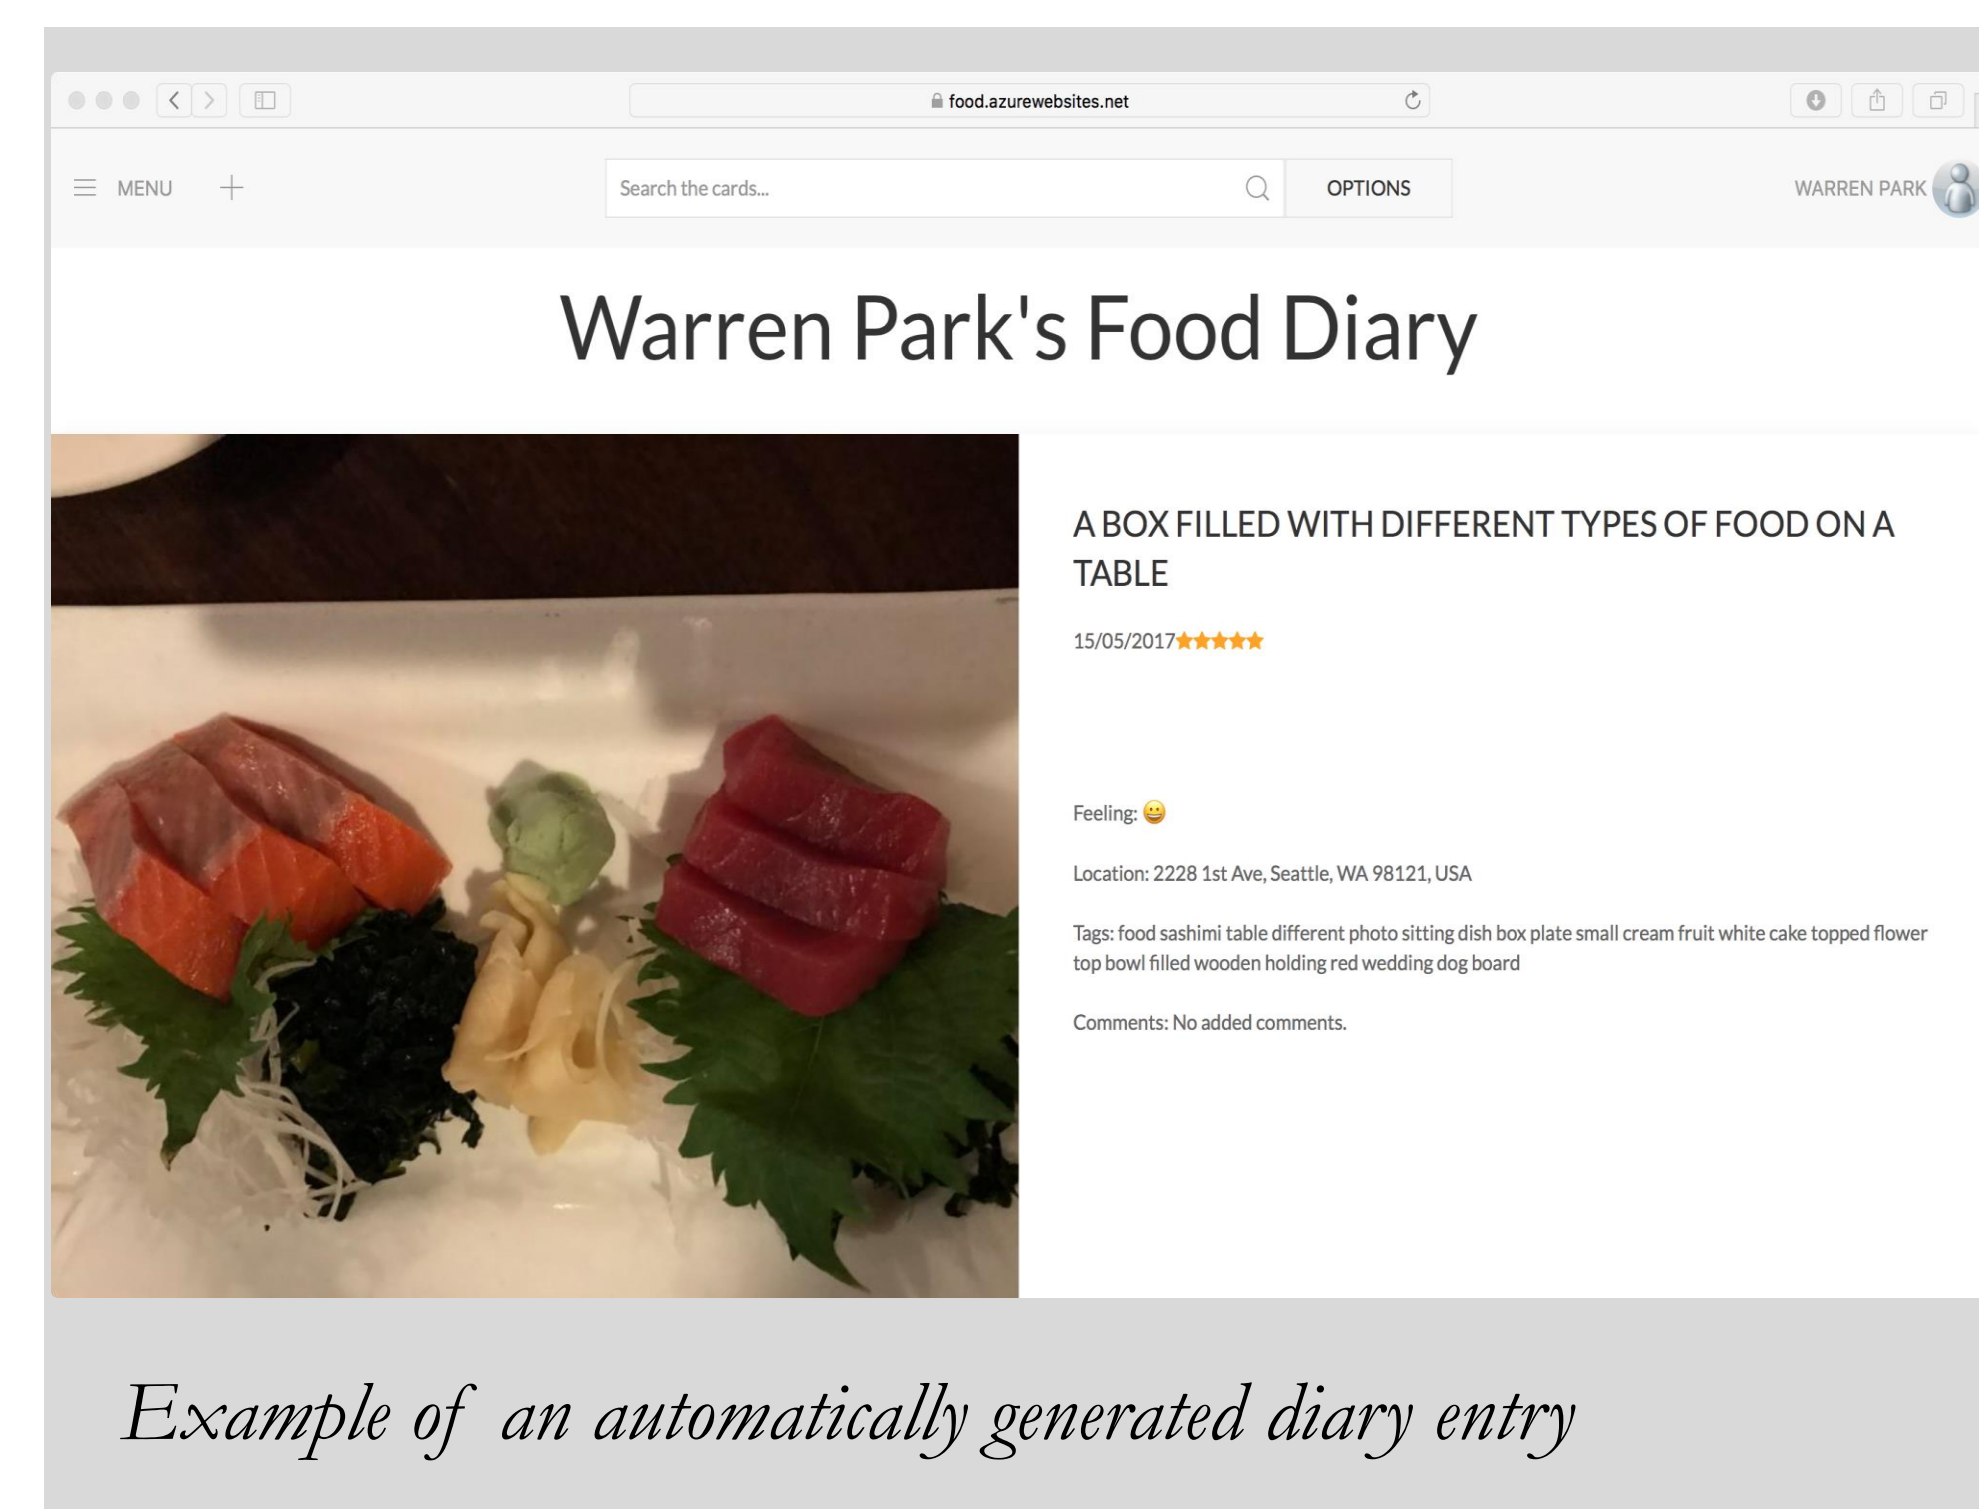 food.azurewebsites.net
MENU
Search the cards...
OPTIONS
WARREN PARK
Warren Park's Food Diary
A BOX FILLED WITH DIFFERENT TYPES OF FOOD ON A
TABLE
15/05/2017
Feeling: 😀
Location: 2228 1st Ave, Seattle, WA 98121, USA
Tags: food sashimi table different photo sitting dish box plate small cream fruit white cake topped flower
top bowl filled wooden holding red wedding dog board
Comments: No added comments.
Example of an automatically generated diary entry